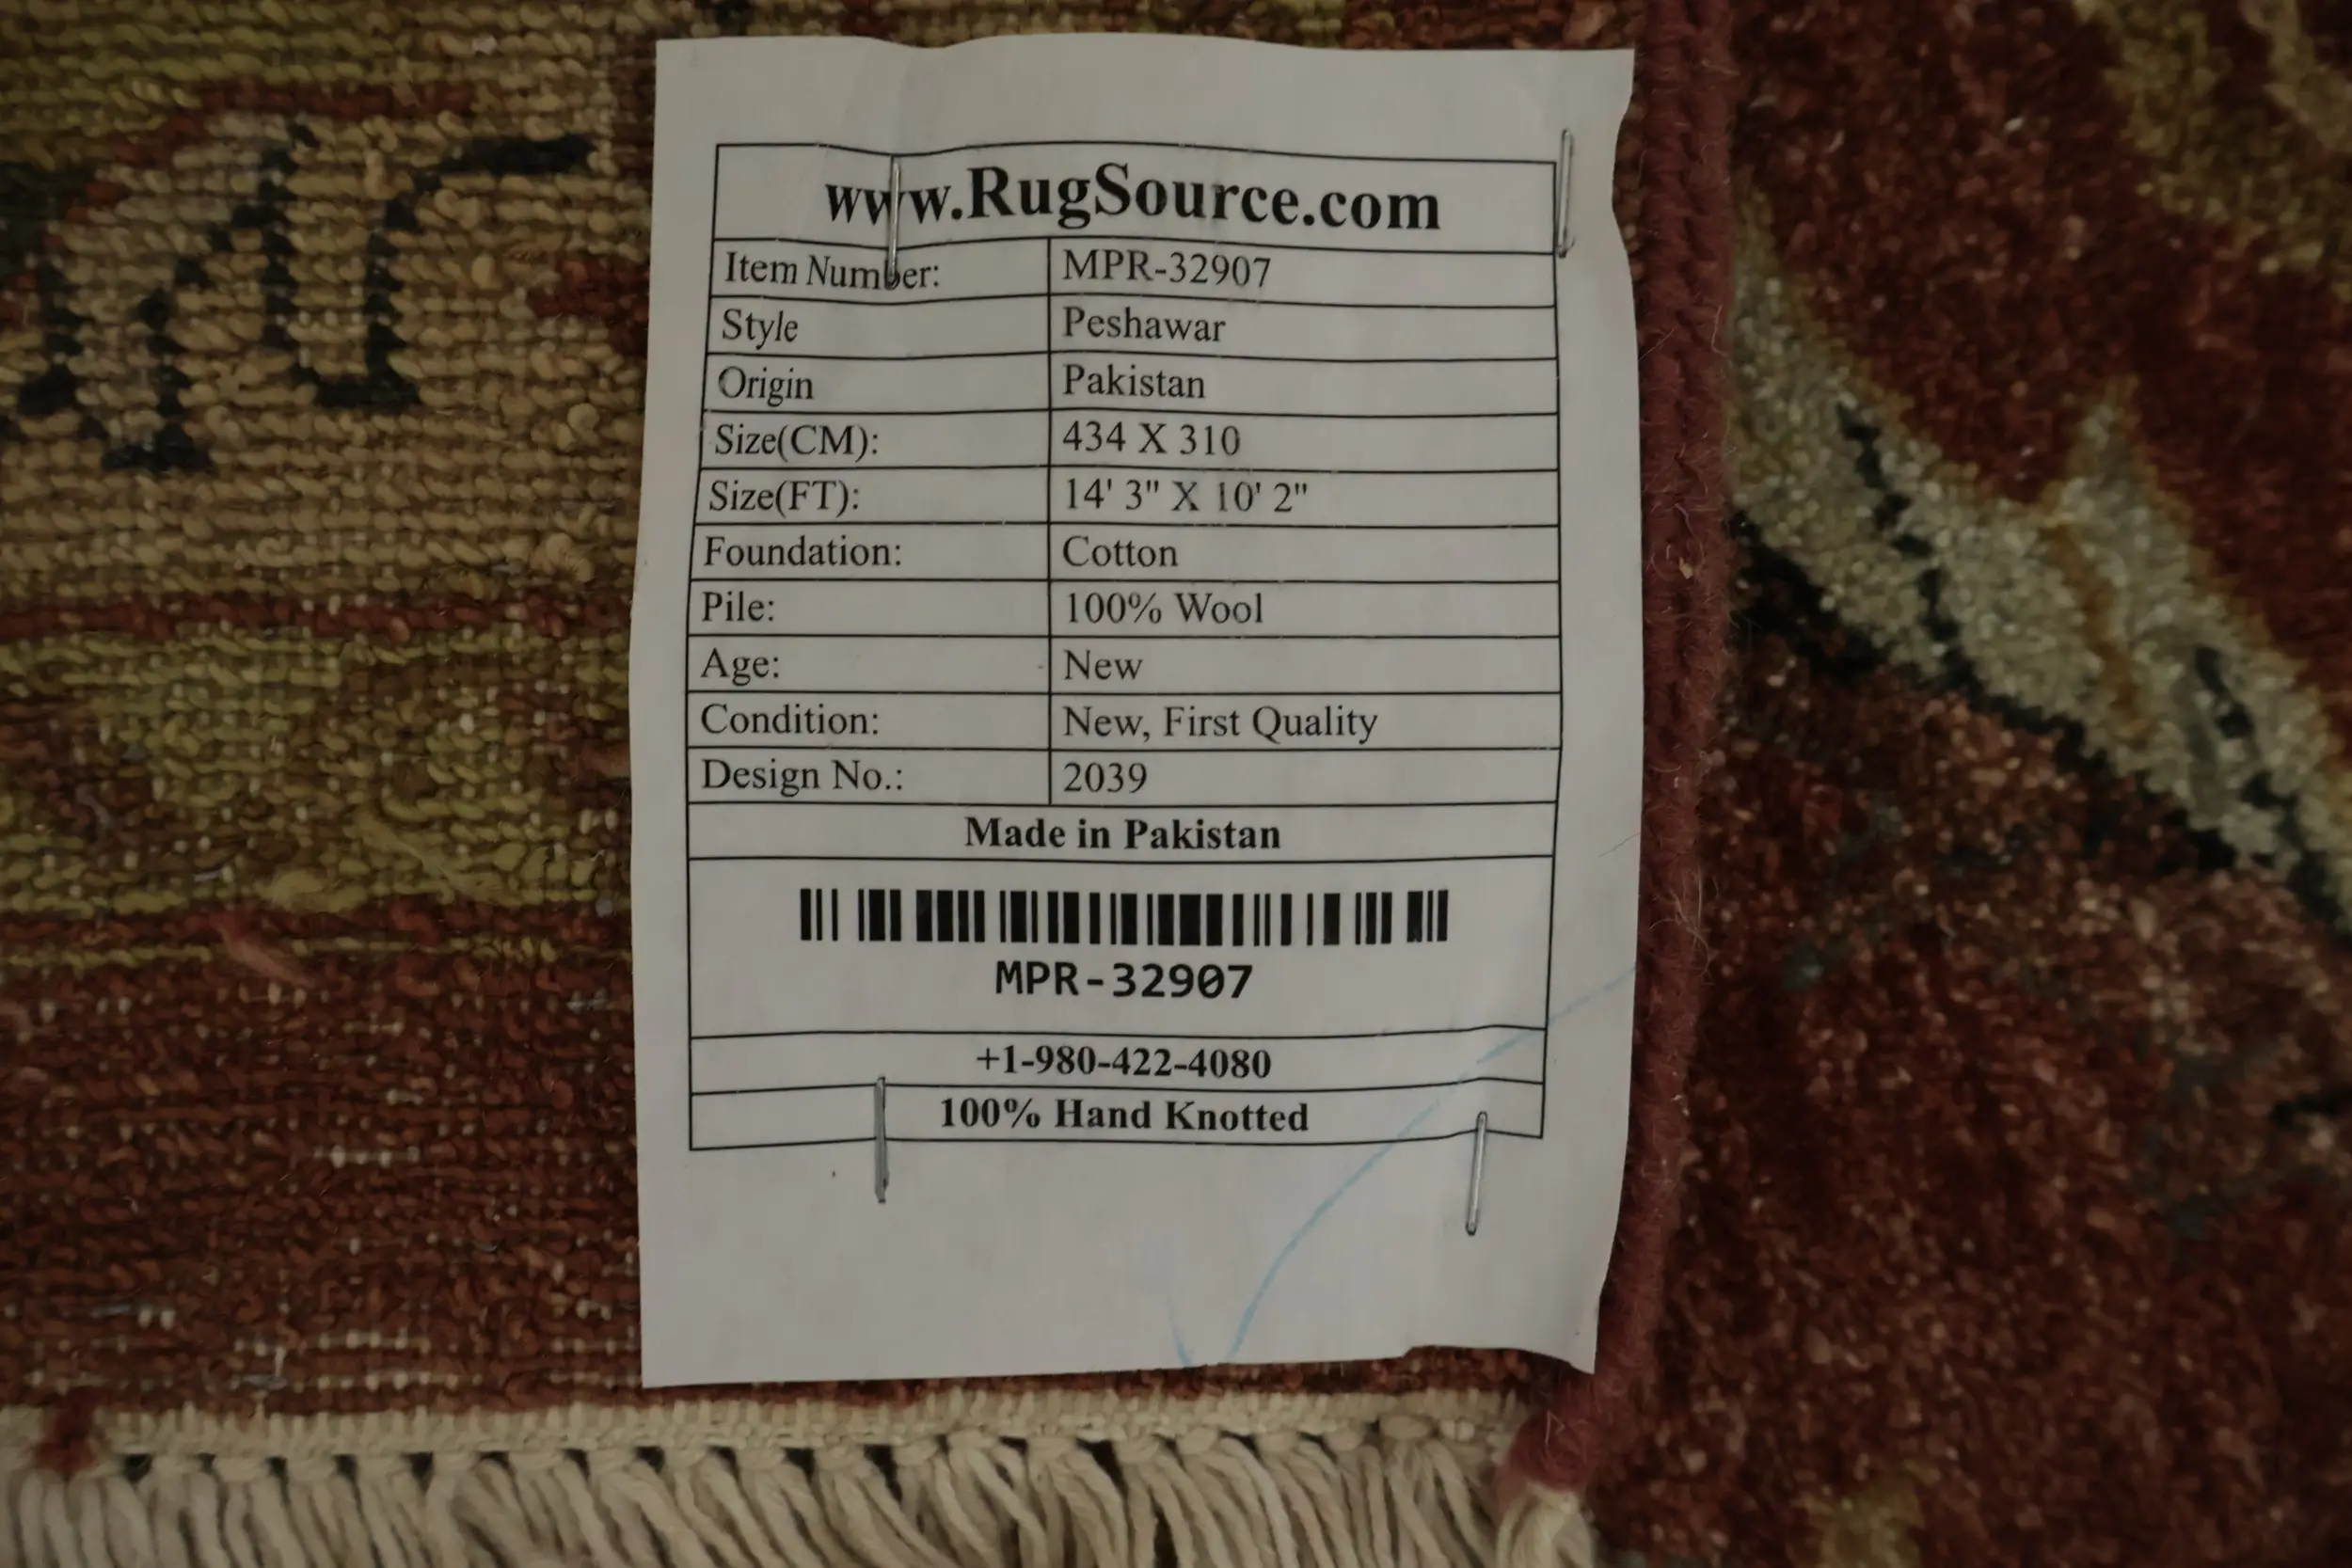 www.RugSource.com
Item Number: MPR-32907
Style Peshawar
Origin Pakistan
Size(CM): 434 X 310
Size(FT): 14' 3" X 10' 2"
Foundation: Cotton
Pile: 100% Wool
Age: New
Condition: New, First Quality
Design No.: 2039
Made in Pakistan
MPR-32907
+1-980-422-4080
100% Hand Knotted